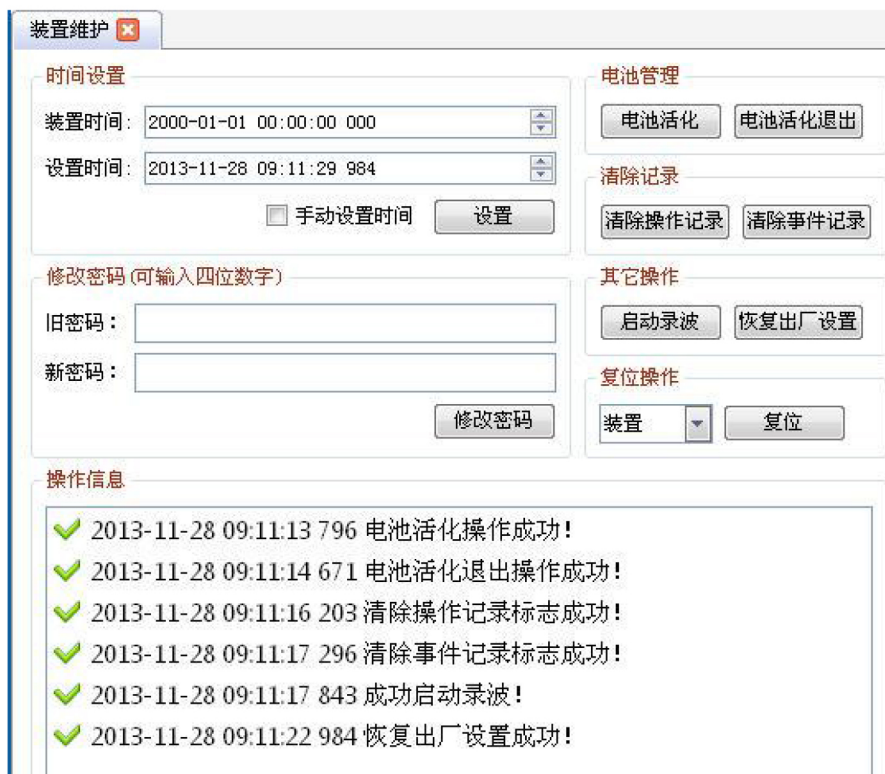 装置维护
时间设置
装置时间: 2000-01-01 00:00:00 000
设置时间: 2013-11-28 09:11:29 984
手动设置时间 设置
修改密码(可输入四位数字)
旧密码：
新密码：
修改密码
电池管理
电池活化 电池活化退出
清除记录
清除操作记录 清除事件记录
其它操作
启动录波 恢复出厂设置
复位操作
装置 复位
操作信息
2013-11-28 09:11:13 796 电池活化操作成功!
2013-11-28 09:11:14 671 电池活化退出操作成功!
2013-11-28 09:11:16 203 清除操作记录标志成功!
2013-11-28 09:11:17 296 清除事件记录标志成功!
2013-11-28 09:11:17 843 成功启动录波!
2013-11-28 09:11:22 984 恢复出厂设置成功!